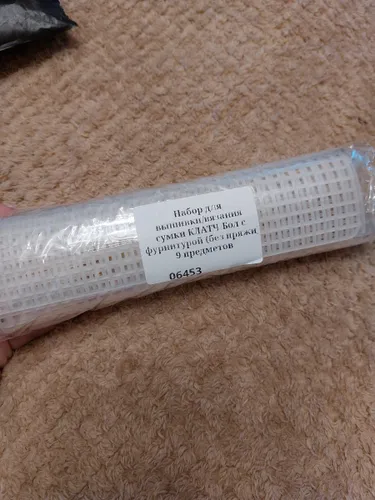 Набор для
вышивки/вязания
сумки КЛАТЧ Бол с
фурнитурой (без пряжи
9 предметов
06453